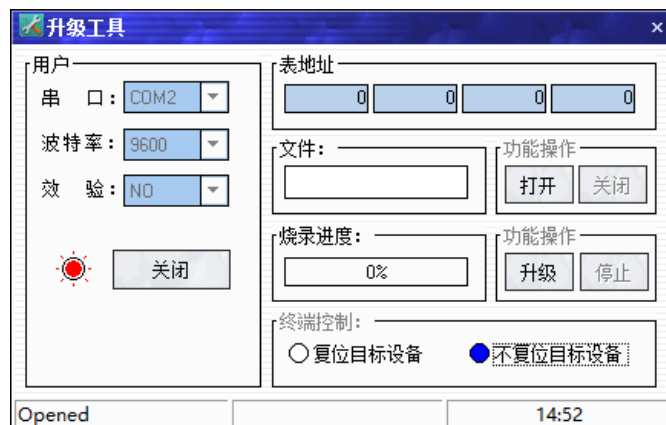 升级工具
用户
串 口: COM2
波特率: 9600
效 验: NO
关闭
表地址
0 0 0 0
文件:
功能操作
打开 关闭
烧录进度:
0%
功能操作
升级 停止
终端控制:
复位目标设备 不复位目标设备
Opened 14:52